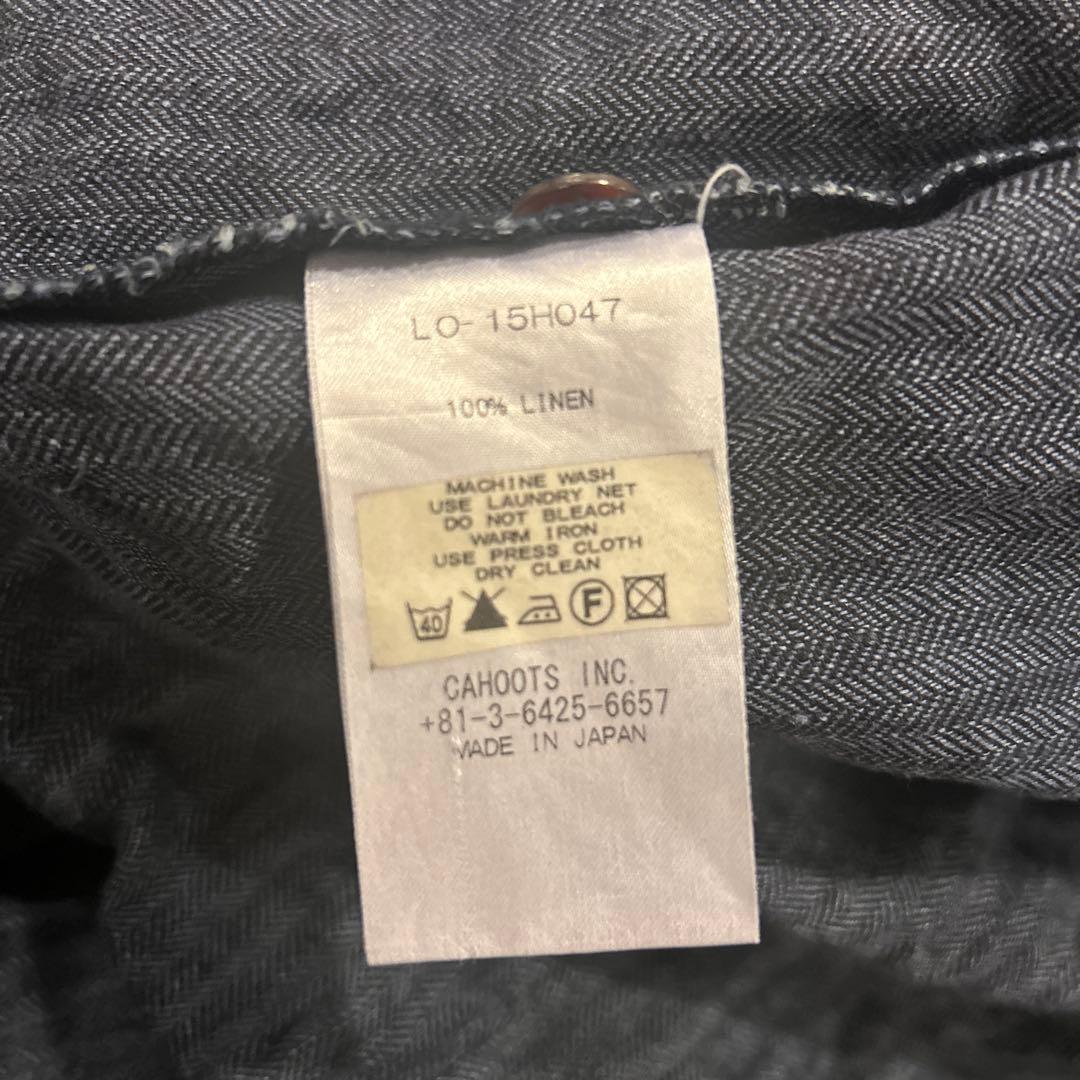 LO-15H047
100% LINEN
MACHINE WASH
USE LAUNDRY NET
DO NOT BLEACH
WARM IRON
USE PRESS CLOTH
DRY CLEAN
40 F
CAHOOTS INC.
+81-3-6425-6657
MADE IN JAPAN